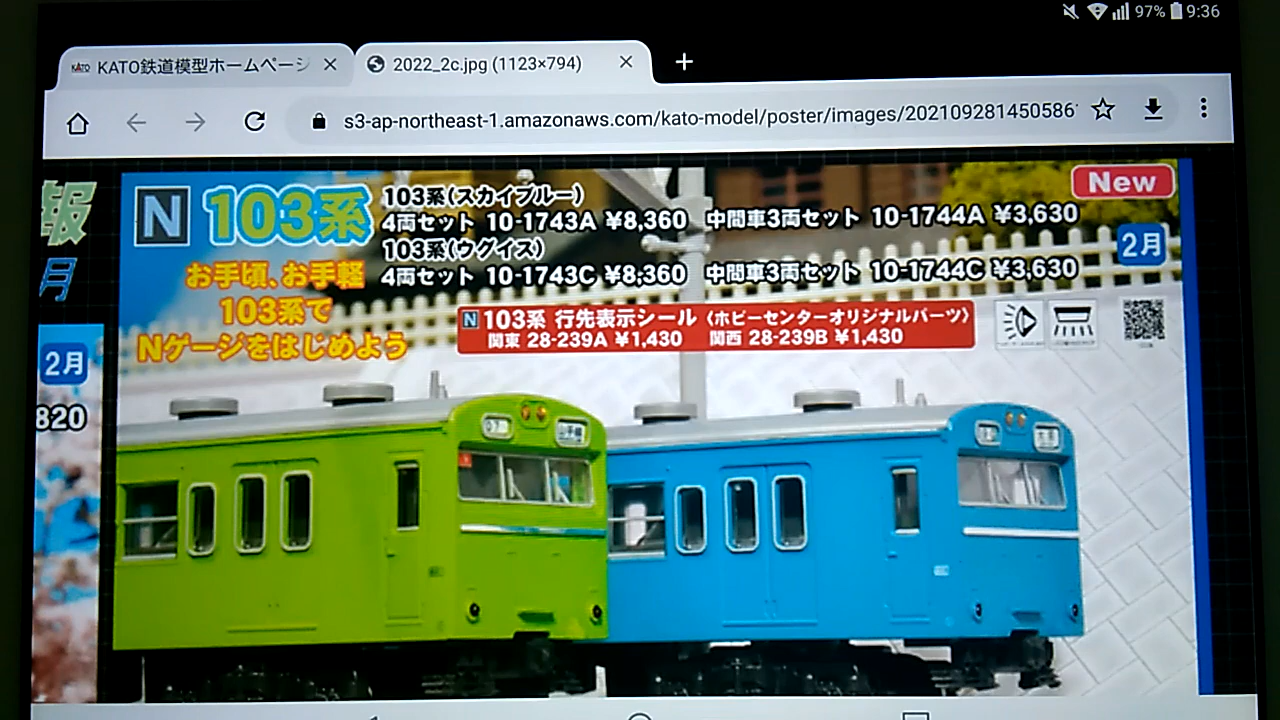 97% 9:36
KATO KATO鉄道模型ホームページ
2022_2c.jpg (1123×794)
s3-ap-northeast-1.amazonaws.com/kato-model/poster/images/202109281450586
報
月
2月
820
N 103系
103系(スカイブルー)
4両セット 10-1743A ¥8,360 中間車3両セット 10-1744A ¥3,630
103系(ウグイス)
4両セット 10-1743C ¥8,360 中間車3両セット 10-1744C ¥3,630
New
2月
お手頃、お手軽
103系で
Nゲージをはじめよう
N 103系 行先表示シール 〈ホビーセンターオリジナルパーツ〉
関東 28-239A ¥1,430 関西 28-239B ¥1,430